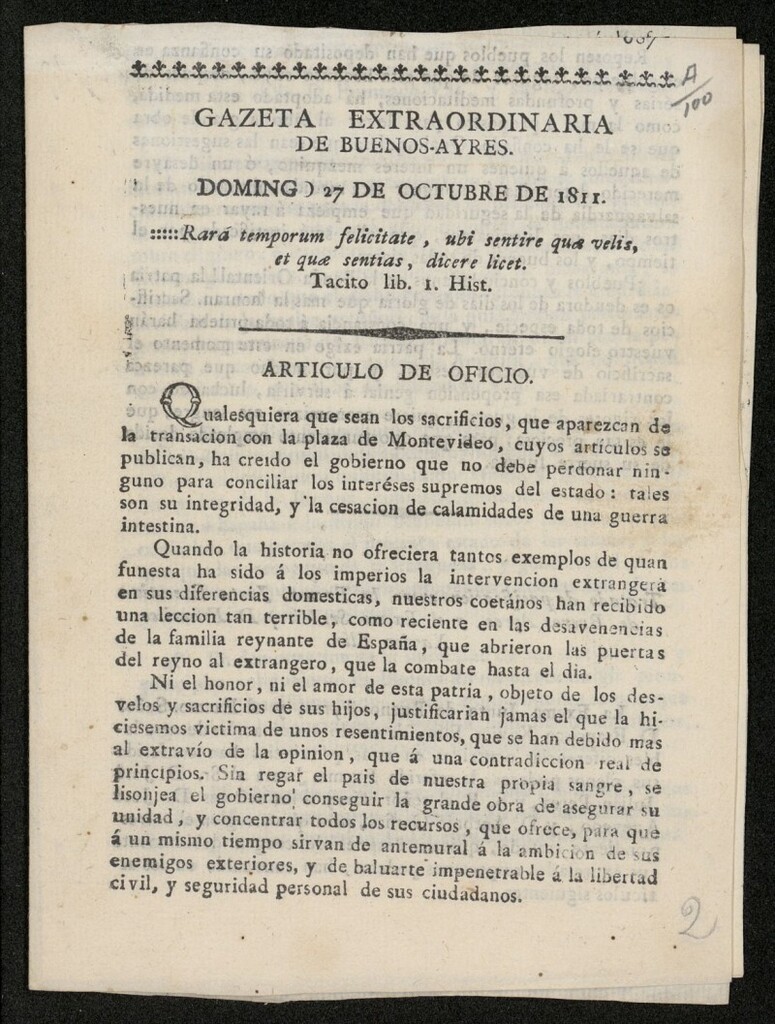 A/100
GAZETA EXTRAORDINARIA
DE BUENOS-AYRES.
DOMINGO 27 DE OCTUBRE DE 1811.
:::::Rará temporum felicitate, ubi sentire quæ velis,
et quæ sentias, dicere licet.
Tacito lib. 1. Hist.
ARTICULO DE OFICIO.
Qualesquiera que sean los sacrificios, que aparezcan de
la transacion con la plaza de Montevideo, cuyos artículos se
publican, ha creido el gobierno que no debe perdonar nin-
guno para conciliar los interéses supremos del estado: tales
son su integridad, y la cesacion de calamidades de una guerra
intestina.
Quando la historia no ofreciera tantos exemplos de quan
funesta ha sido á los imperios la intervencion extrangera
en sus diferencias domesticas, nuestros coetános han recibido
una leccion tan terrible, como reciente en las desavenencias
de la familia reynante de España, que abrieron las puertas
del reyno al extrangero, que la combate hasta el dia.
Ni el honor, ni el amor de esta patria, objeto de los des-
velos y sacrificios de sus hijos, justificarian jamas el que la hi-
ciesemos victima de unos resentimientos, que se han debido mas
al extravío de la opinion, que á una contradiccion real de
principios. Sin regar el pais de nuestra propia sangre, se
lisonjea el gobierno conseguir la grande obra de asegurar su
unidad, y concentrar todos los recursos, que ofrece, para que
á un mismo tiempo sirvan de antemural á la ambicion de sus
enemigos exteriores, y de baluarte impenetrable á la libertad
civil, y seguridad personal de sus ciudadanos.
2